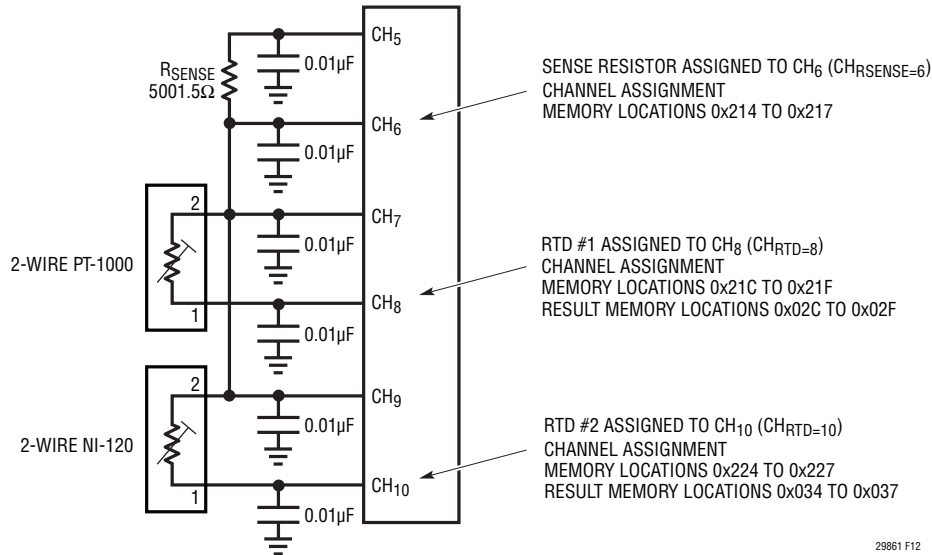 CH5
0.01µF
RSENSE
5001.5Ω
CH6
0.01µF
SENSE RESISTOR ASSIGNED TO CH6 (CHRSENSE=6)
CHANNEL ASSIGNMENT
MEMORY LOCATIONS 0x214 TO 0x217
2
CH7
0.01µF
2-WIRE PT-1000
1
CH8
0.01µF
RTD #1 ASSIGNED TO CH8 (CHRTD=8)
CHANNEL ASSIGNMENT
MEMORY LOCATIONS 0x21C TO 0x21F
RESULT MEMORY LOCATIONS 0x02C TO 0x02F
2
CH9
0.01µF
2-WIRE NI-120
1
CH10
0.01µF
RTD #2 ASSIGNED TO CH10 (CHRTD=10)
CHANNEL ASSIGNMENT
MEMORY LOCATIONS 0x224 TO 0x227
RESULT MEMORY LOCATIONS 0x034 TO 0x037
29861 F12